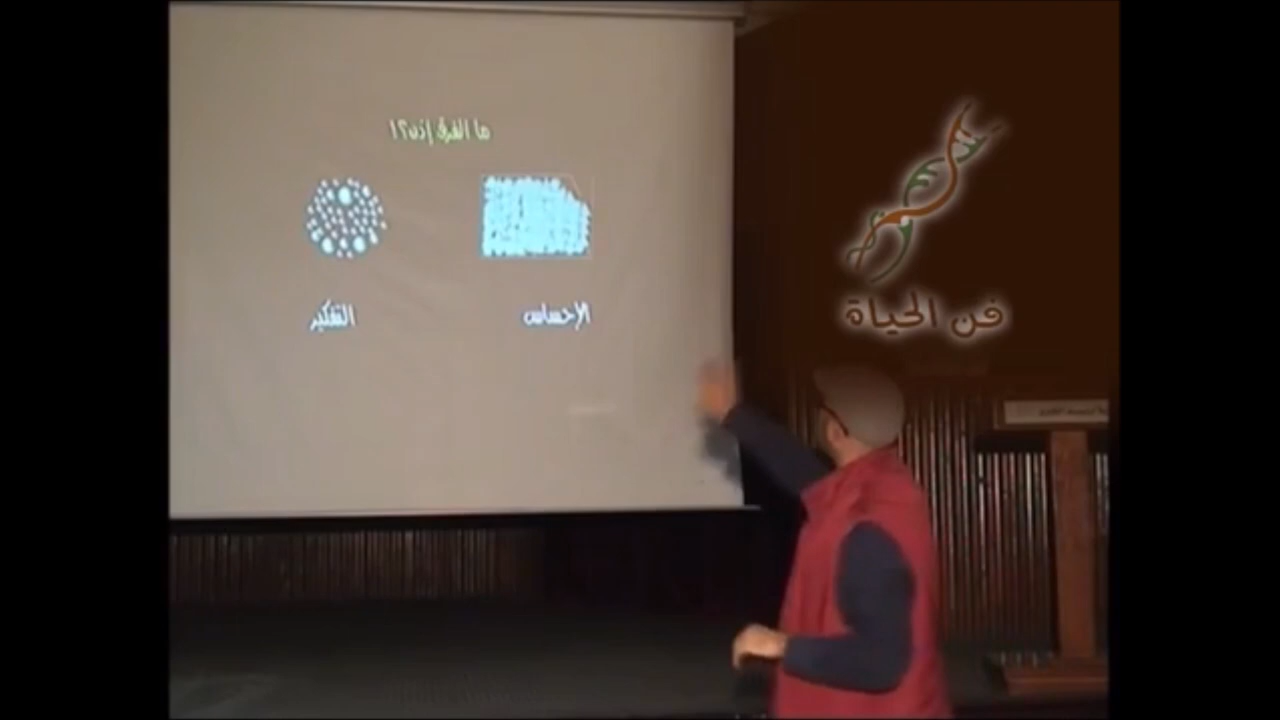 ما الفرق إذن؟!
الإحساس
التفكير
فن الحياة